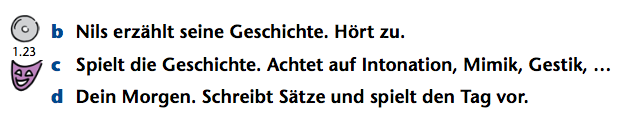 b Nils erzählt seine Geschichte. Hört zu.
1.23
c Spielt die Geschichte. Achtet auf Intonation, Mimik, Gestik, …
d Dein Morgen. Schreibt Sätze und spielt den Tag vor.